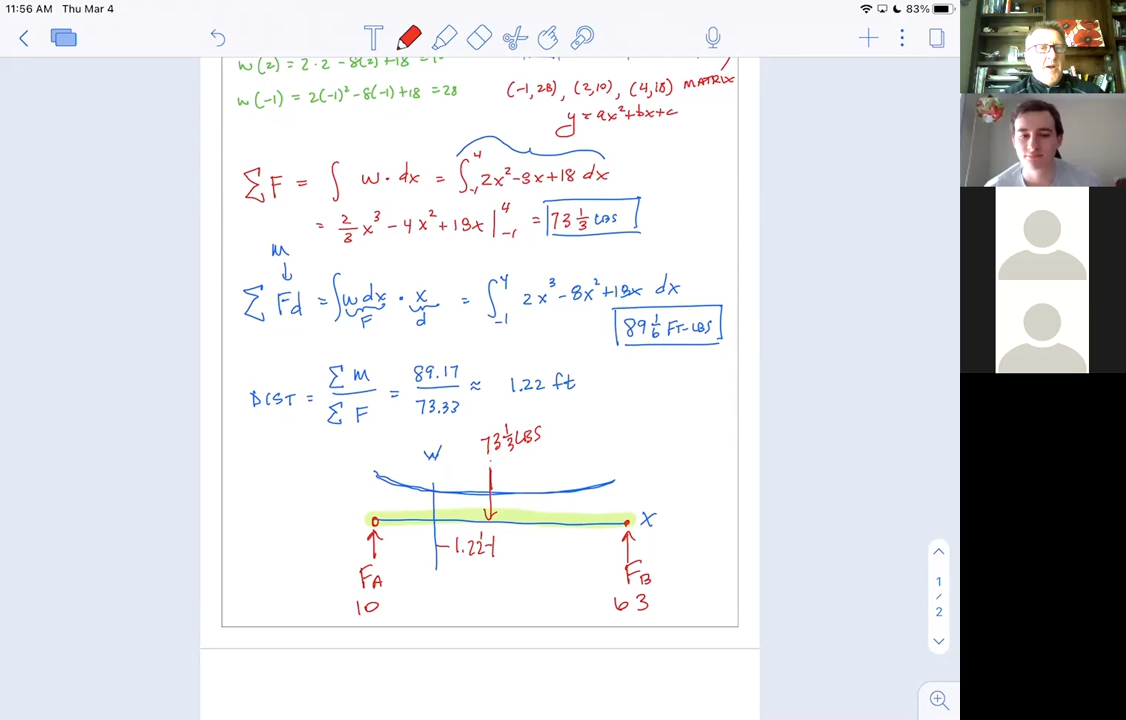 11:56 AM Thu Mar 4
83%
w(2) = 2·2 - 8(2) + 18 =
w(-1) = 2(-1)² - 8(-1) + 18 = 28
(-1,28), (2,10), (4,18) MATRIX
y = ax² + bx + c
ΣF = ∫ w·dx = ∫₋₁⁴ 2x² - 8x + 18 dx
= 2/3 x³ - 4x² + 18x |₋₁⁴ = 73 1/3 LBS
M
↓
ΣFd = ∫ w dx · x = ∫₋₁⁴ 2x³ - 8x² + 18x dx
F d
89 1/6 FT-LBS
DIST = ΣM / ΣF = 89.17 / 73.33 ≈ 1.22 ft
73 1/3 LBS
W
X
1.22'
F_A F_B
10 63
1
/
2